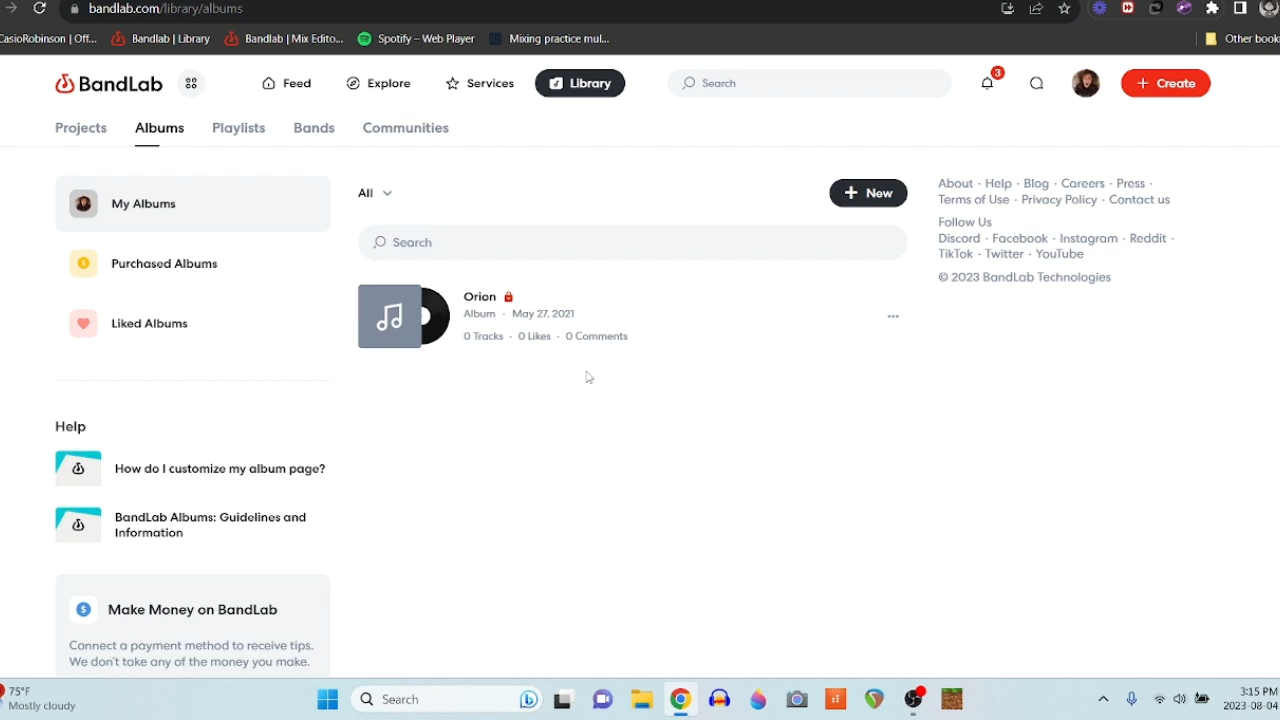 bandlab.com/library/albums
CasioRobinson | Off...
Bandlab | Library
Bandlab | Mix Edito...
Spotify – Web Player
Mixing practice mul...
Other book
BandLab
Feed
Explore
Services
Library
Search
3
Create
Projects
Albums
Playlists
Bands
Communities
My Albums
Purchased Albums
Liked Albums
Help
How do I customize my album page?
BandLab Albums: Guidelines and
Information
Make Money on BandLab
Connect a payment method to receive tips.
We don't take any of the money you make.
All
New
Search
Orion
Album · May 27, 2021
0 Tracks · 0 Likes · 0 Comments
About · Help · Blog · Careers · Press ·
Terms of Use · Privacy Policy · Contact us
Follow Us
Discord · Facebook · Instagram · Reddit ·
TikTok · Twitter · YouTube
© 2023 BandLab Technologies
75°F
Mostly cloudy
Search
3:15 PM
2023-08-04